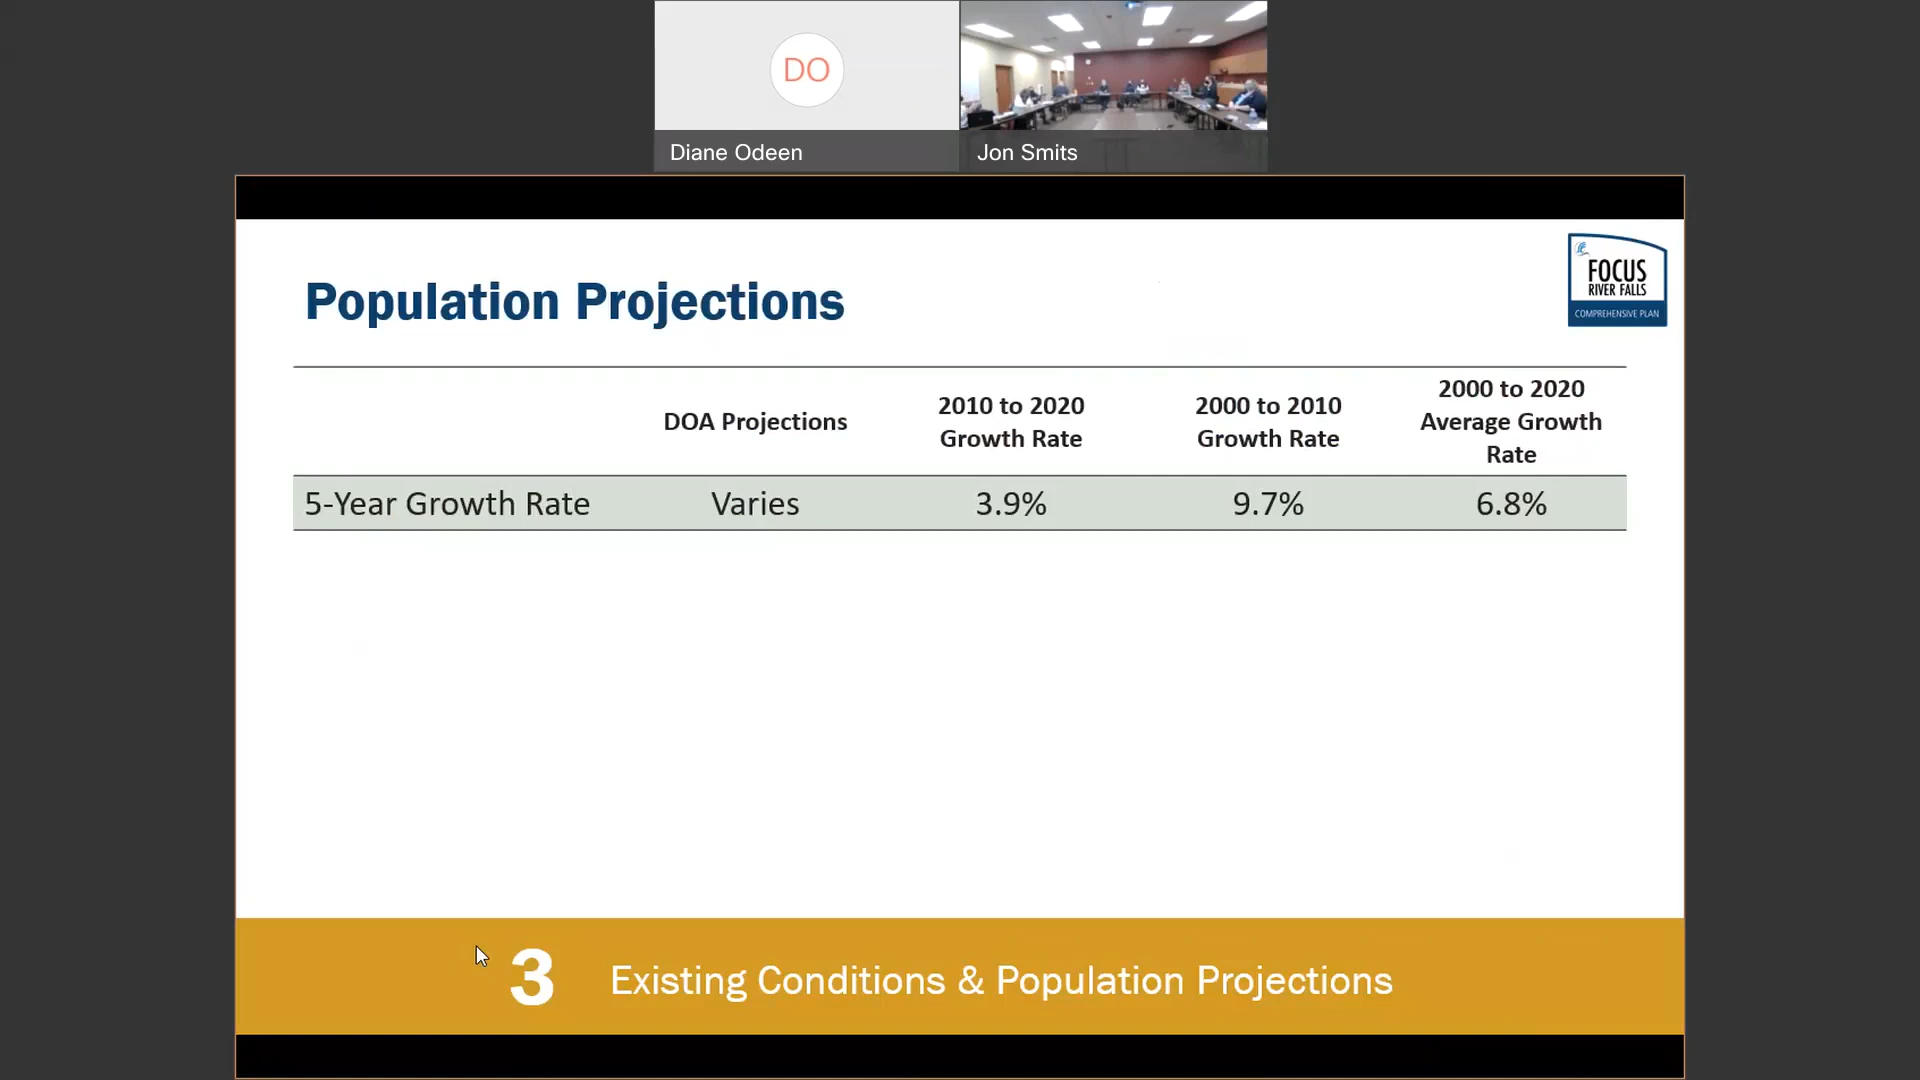 DO
Diane Odeen
Jon Smits
FOCUS
RIVER FALLS
COMPREHENSIVE PLAN
Population Projections
DOA Projections
2010 to 2020
Growth Rate
2000 to 2010
Growth Rate
2000 to 2020
Average Growth
Rate
5-Year Growth Rate Varies 3.9% 9.7% 6.8%
3 Existing Conditions & Population Projections